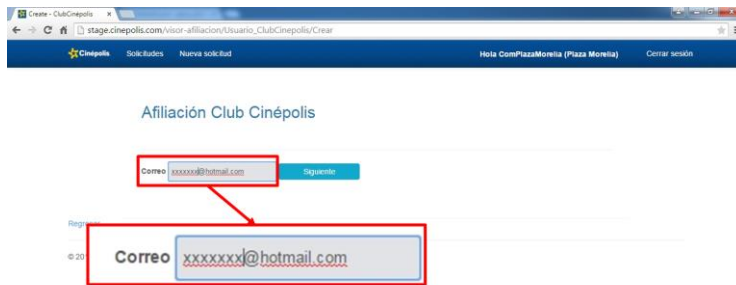 Create - ClubCinépolis
stage.cinepolis.com/visor-afiliacion/Usuario_ClubCinepolis/Crear
Cinépolis Solicitudes Nueva solicitud Hola ComPlazaMorelia (Plaza Morelia) Cerrar sesión
Afiliación Club Cinépolis
Correo xxxxxxx@hotmail.com Siguiente
© 20
Correo xxxxxxx@hotmail.com